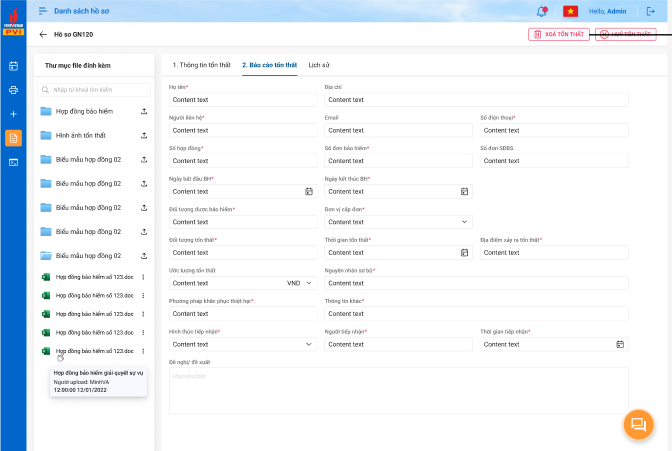 PETROVIETNAM
PVI
Danh sách hồ sơ
Hello, Admin
Hồ sơ GN120
XOÁ TỔN THẤT
HUỶ TỔN THẤT
Thư mục file đính kèm
Nhập từ khoá tìm kiếm
Hợp đồng bảo hiểm
Hình ảnh tổn thất
Biểu mẫu hợp đồng 02
Biểu mẫu hợp đồng 02
Biểu mẫu hợp đồng 02
Biểu mẫu hợp đồng 02
Biểu mẫu hợp đồng 02
Hợp đồng bảo hiểm số 123.doc
Hợp đồng bảo hiểm số 123.doc
Hợp đồng bảo hiểm số 123.doc
Hợp đồng bảo hiểm số 123.doc
Hợp đồng bảo hiểm số 123.doc
Hợp đồng bảo hiểm giải quyết sự vụ
Người upload: MinhVA
12:00:00 12/01/2022
1. Thông tin tổn thất 2. Báo cáo tổn thất Lịch sử
Họ tên* Địa chỉ
Content text Content text
Người liên hệ* Email Số điện thoại*
Content text Content text Content text
Số hợp đồng* Số đơn bảo hiểm* Số đơn SĐBS
Content text Content text Content text
Ngày bắt đầu BH* Ngày kết thúc BH*
Content text Content text
Đối tượng được bảo hiểm* Đơn vị cấp đơn*
Content text Content text
Đối tượng tổn thất* Thời gian tổn thất* Địa điểm xảy ra tổn thất*
Content text Content text Content text
Ước lượng tổn thất Nguyên nhân sơ bộ*
Content text VND Content text
Phương pháp khắc phục thiệt hại* Thông tin khác*
Content text Content text
Hình thức tiếp nhận* Người tiếp nhận* Thời gian tiếp nhận*
Content text Content text Content text
Đề nghị/ đề xuất
Placeholder